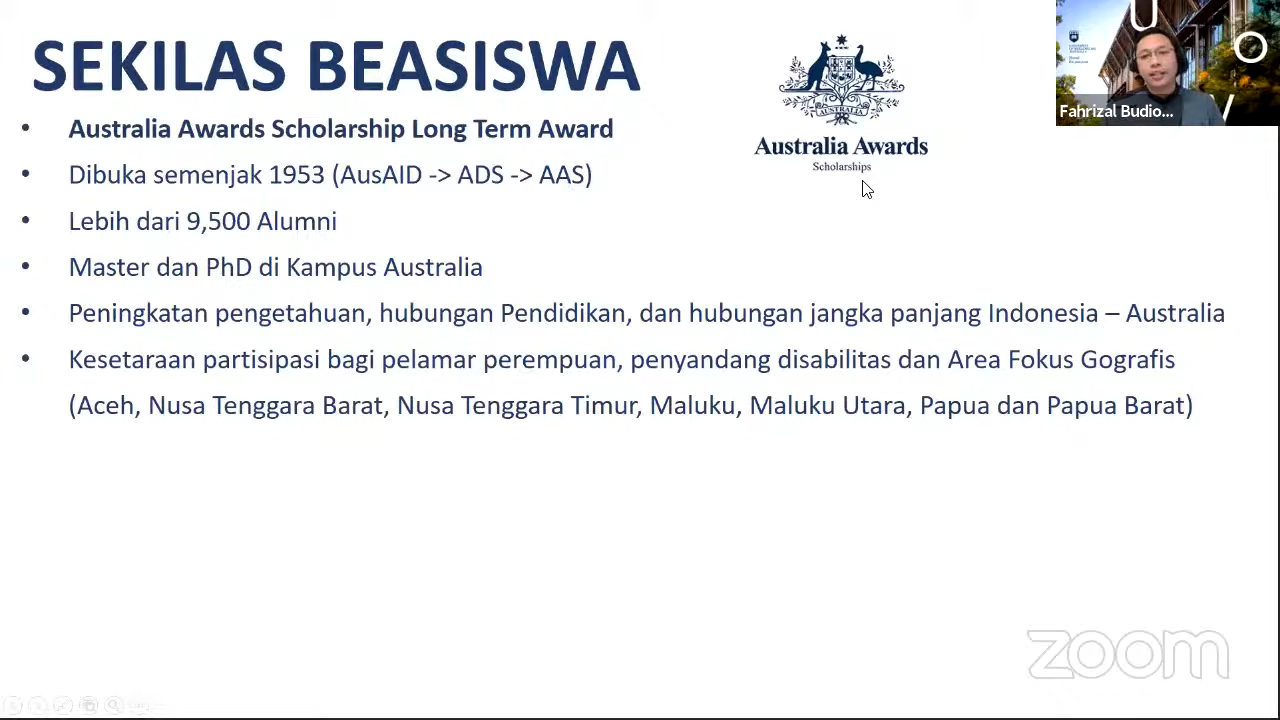 SEKILAS BEASISWA
• Australia Awards Scholarship Long Term Award
• Dibuka semenjak 1953 (AusAID -> ADS -> AAS)
• Lebih dari 9,500 Alumni
• Master dan PhD di Kampus Australia
• Peningkatan pengetahuan, hubungan Pendidikan, dan hubungan jangka panjang Indonesia – Australia
• Kesetaraan partisipasi bagi pelamar perempuan, penyandang disabilitas dan Area Fokus Gografis
(Aceh, Nusa Tenggara Barat, Nusa Tenggara Timur, Maluku, Maluku Utara, Papua dan Papua Barat)
AUSTRALIA
Australia Awards
Scholarships
U
O
Fahrizal Budio...
zoom